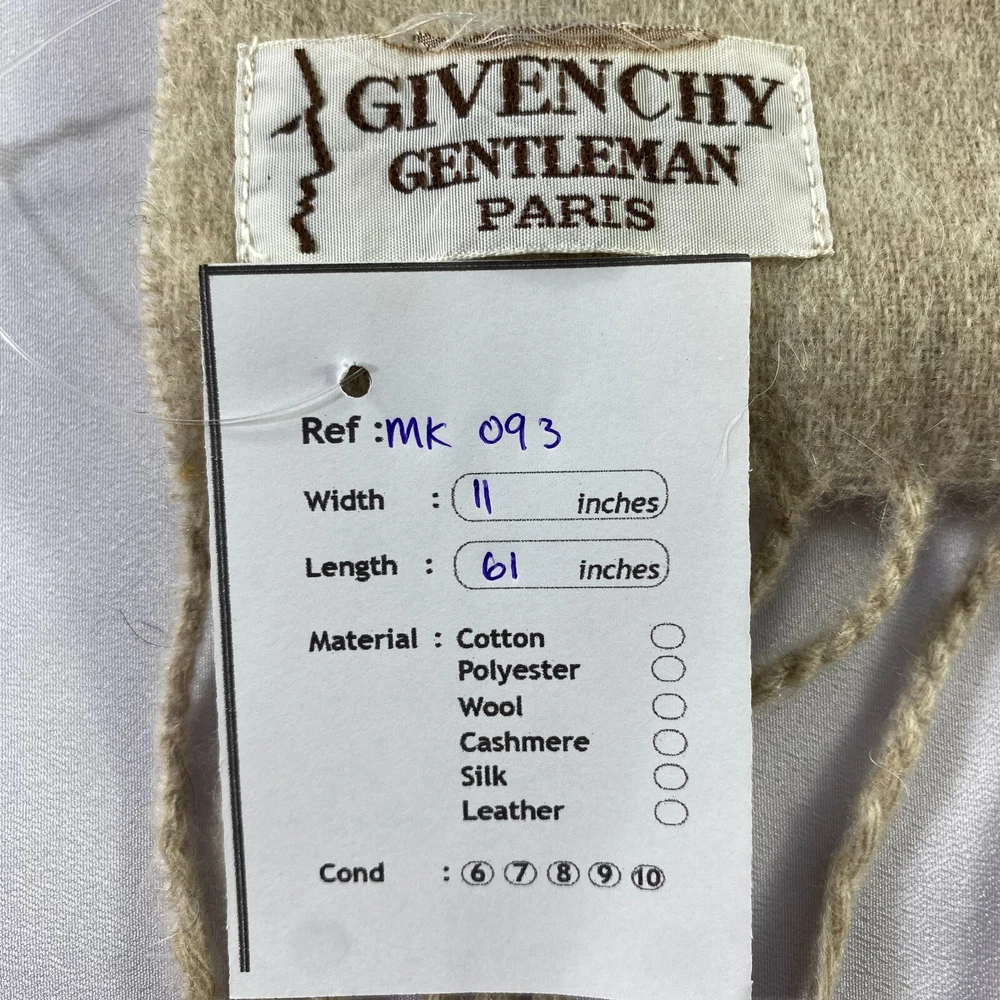 GIVENCHY
GENTLEMAN
PARIS
Ref : MK 093
Width : 11 inches
Length : 61 inches
Material : Cotton
Polyester
Wool
Cashmere
Silk
Leather
Cond : 6 7 8 9 10